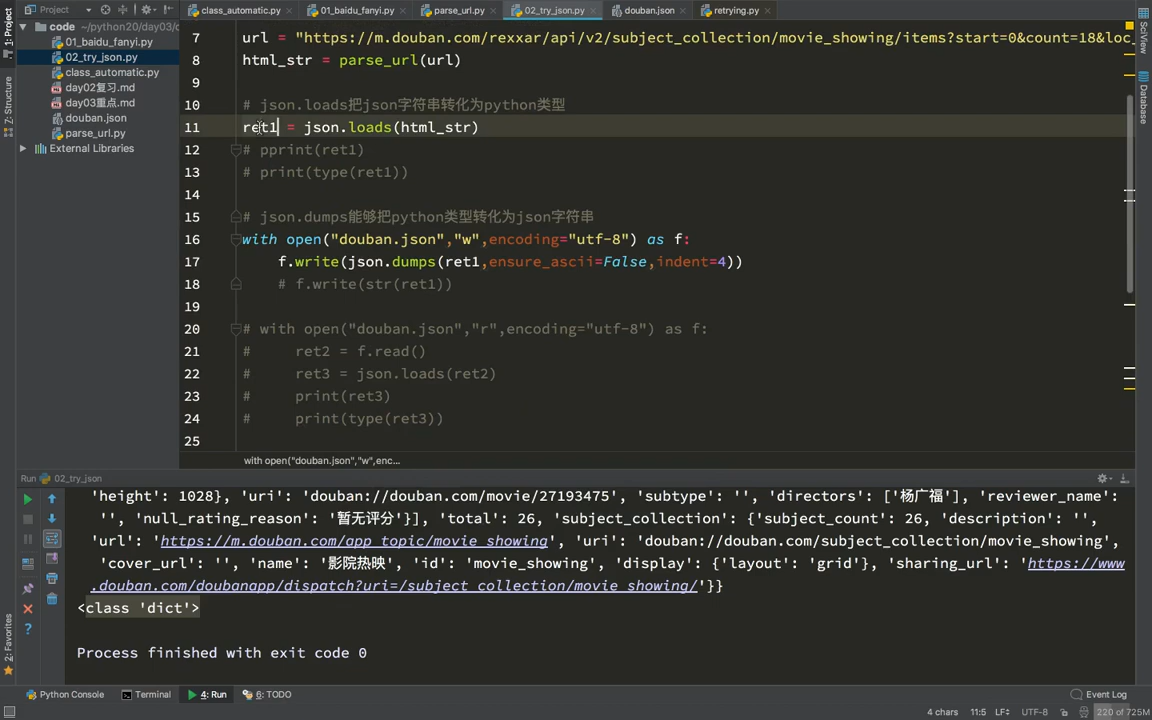 1: Project
Z: Structure
2: Favorites
SciView
Database
Project
code ~/python20/day03/c
01_baidu_fanyi.py
02_try_json.py
class_automatic.py
day02复习.md
day03重点.md
douban.json
parse_url.py
External Libraries
class_automatic.py
01_baidu_fanyi.py
parse_url.py
02_try_json.py
douban.json
retrying.py
7 url = "https://m.douban.com/rexxar/api/v2/subject_collection/movie_showing/items?start=0&count=18&loc_
8 html_str = parse_url(url)
9
10 # json.loads把json字符串转化为python类型
11 ret1 = json.loads(html_str)
12 # pprint(ret1)
13 # print(type(ret1))
14
15 # json.dumps能够把python类型转化为json字符串
16 with open("douban.json","w",encoding="utf-8") as f:
17 f.write(json.dumps(ret1,ensure_ascii=False,indent=4))
18 # f.write(str(ret1))
19
20 # with open("douban.json","r",encoding="utf-8") as f:
21 # ret2 = f.read()
22 # ret3 = json.loads(ret2)
23 # print(ret3)
24 # print(type(ret3))
25
with open("douban.json","w",enc...
Run 02_try_json
'height': 1028}, 'uri': 'douban://douban.com/movie/27193475', 'subtype': '', 'directors': ['杨广福'], 'reviewer_name':
'', 'null_rating_reason': '暂无评分'}], 'total': 26, 'subject_collection': {'subject_count': 26, 'description': '',
'url': 'https://m.douban.com/app_topic/movie_showing', 'uri': 'douban://douban.com/subject_collection/movie_showing',
'cover_url': '', 'name': '影院热映', 'id': 'movie_showing', 'display': {'layout': 'grid'}, 'sharing_url': 'https://www
.douban.com/doubanapp/dispatch?uri=/subject_collection/movie_showing/'}}
<class 'dict'>
Process finished with exit code 0
Python Console
Terminal
4: Run
6: TODO
Event Log
4 chars 11:5 LF÷ UTF-8 220 of 725M